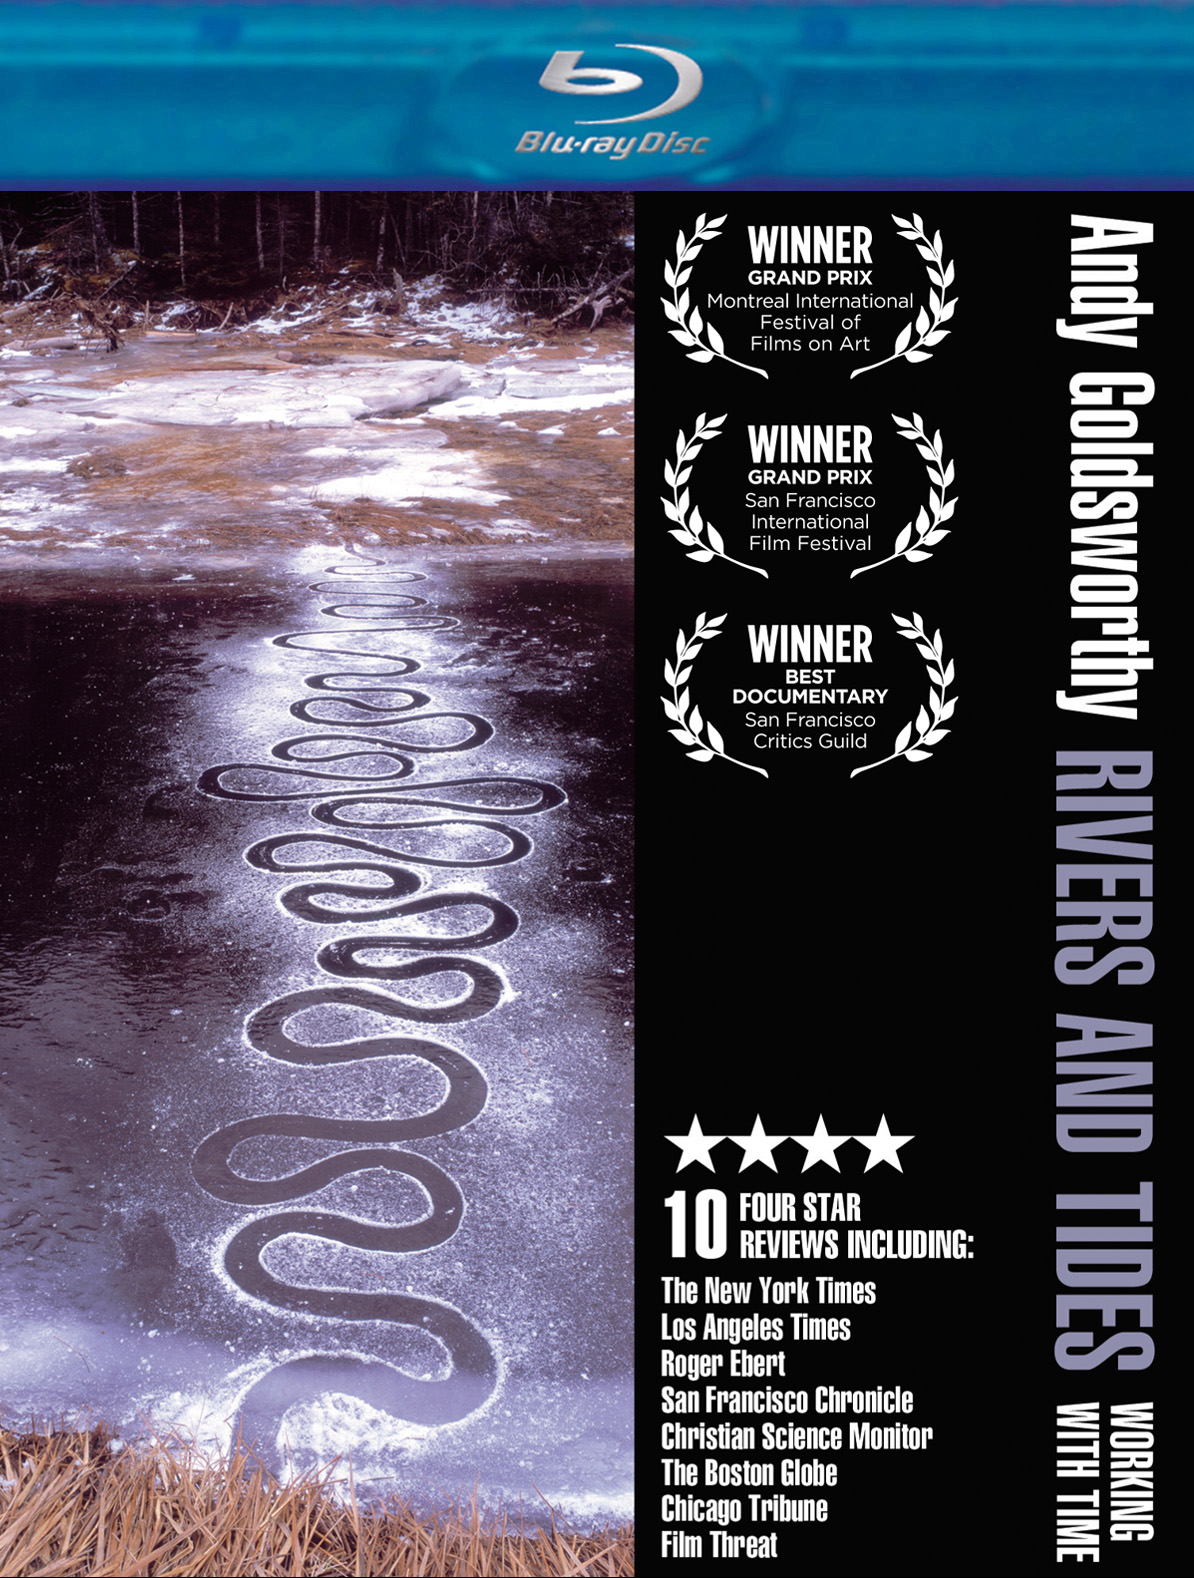 Blu-ray Disc
WINNER
GRAND PRIX
Montreal International
Festival of
Films on Art
WINNER
GRAND PRIX
San Francisco
International
Film Festival
WINNER
BEST
DOCUMENTARY
San Francisco
Critics Guild
10 FOUR STAR
REVIEWS INCLUDING:
The New York Times
Los Angeles Times
Roger Ebert
San Francisco Chronicle
Christian Science Monitor
The Boston Globe
Chicago Tribune
Film Threat
Andy Goldsworthy RIVERS AND TIDES
WORKING
WITH TIME